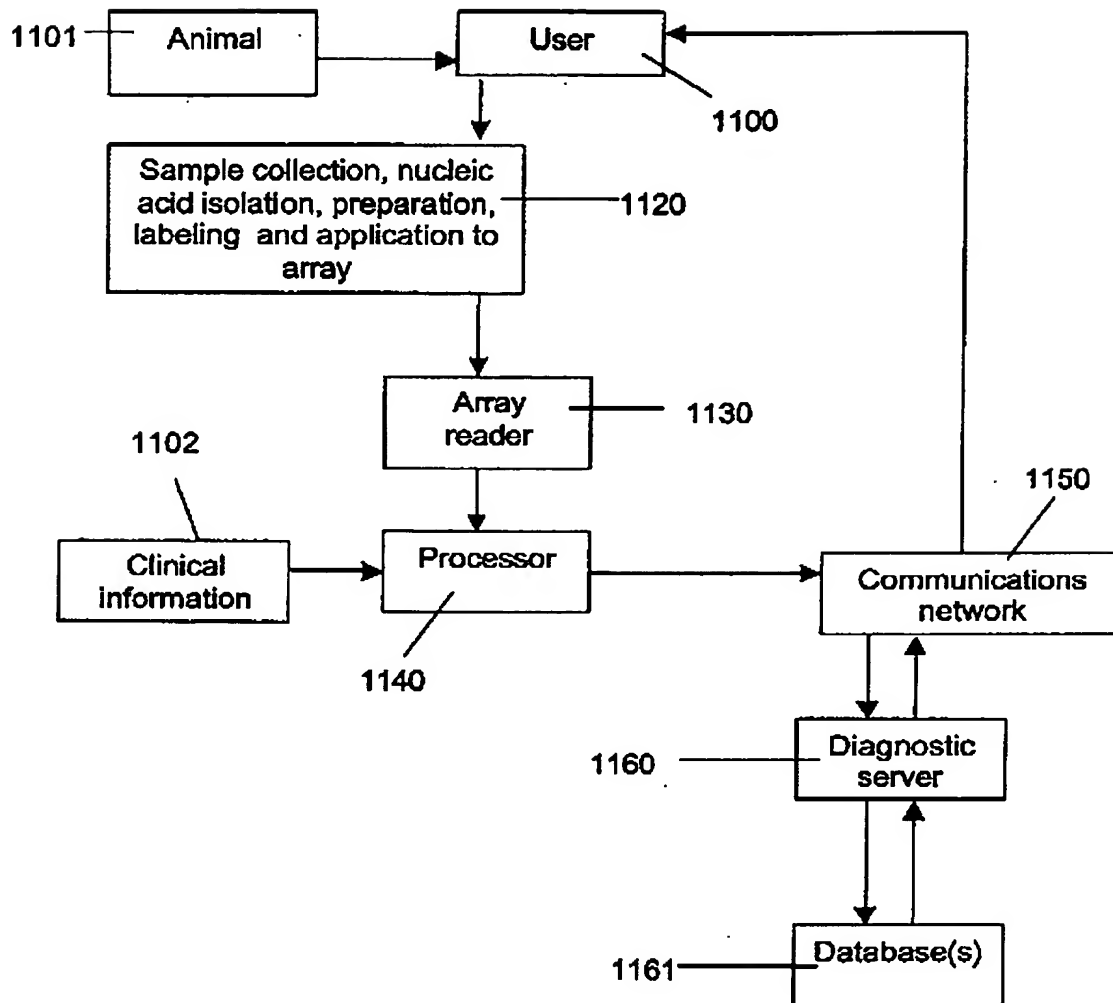 1101
Animal
User
1100
Sample collection, nucleic
acid isolation, preparation,
labeling and application to
array
1120
Array
reader
1130
1102
Clinical
information
Processor
1140
1150
Communications
network
Diagnostic
server
1160
Database(s)
1161